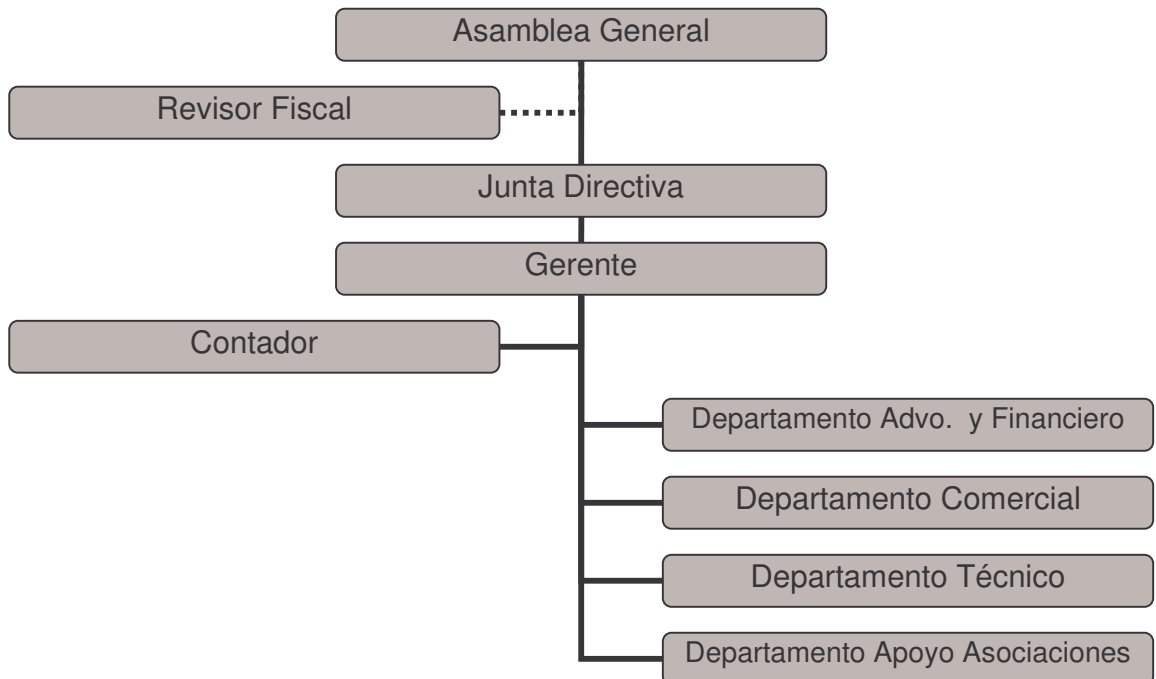 Asamblea General
Revisor Fiscal
Junta Directiva
Gerente
Contador
Departamento Advo. y Financiero
Departamento Comercial
Departamento Técnico
Departamento Apoyo Asociaciones